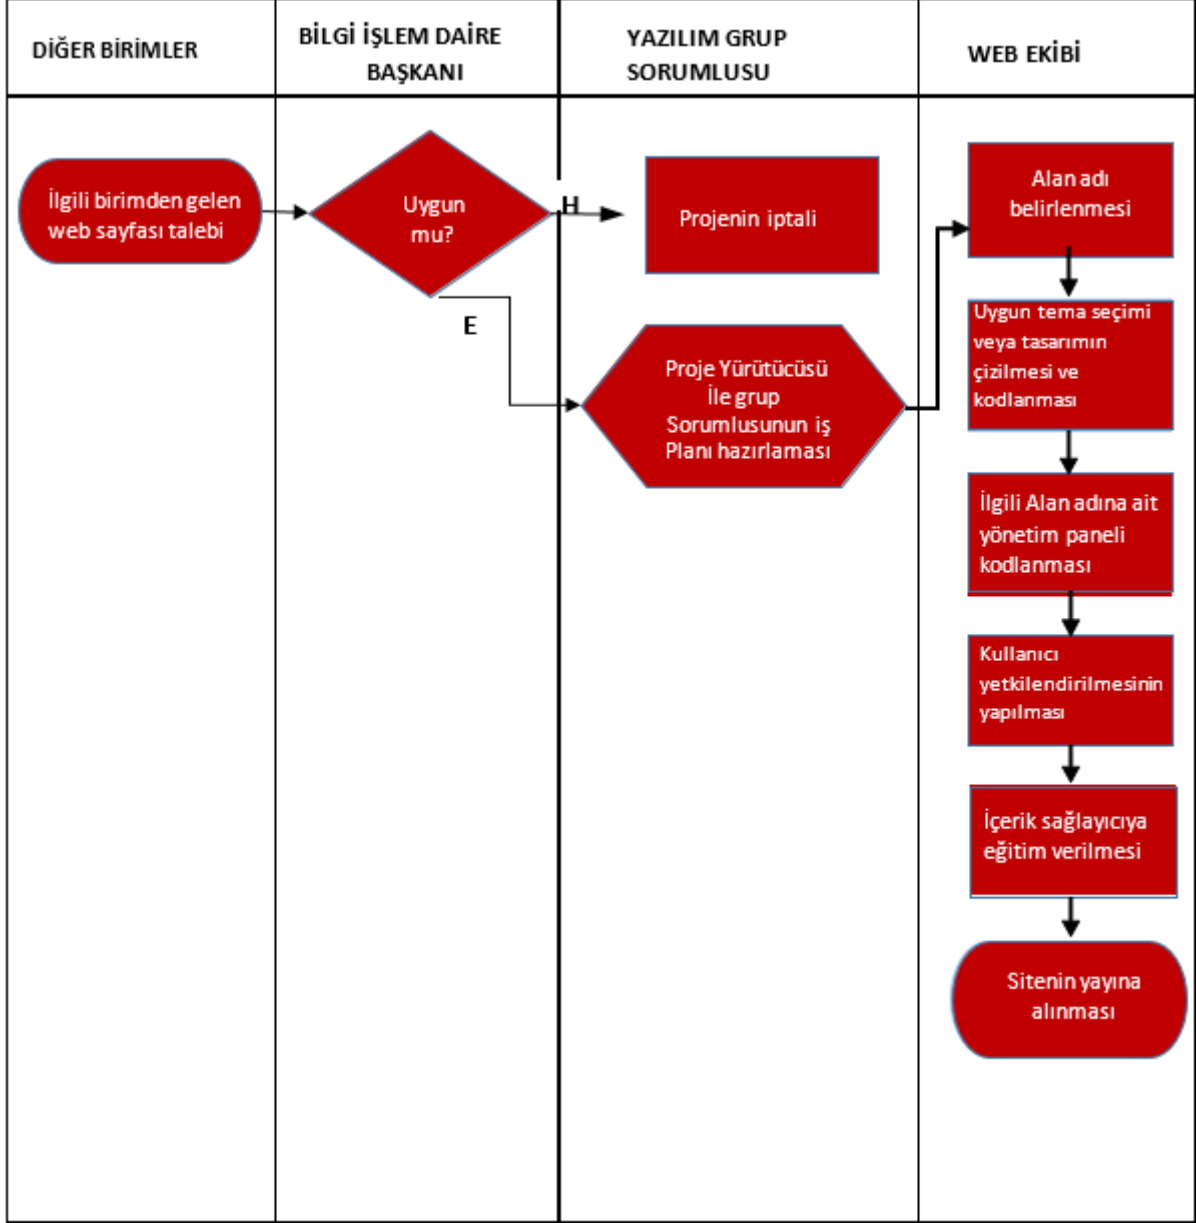 DİĞER BİRİMLER
BİLGİ İŞLEM DAİRE
BAŞKANI
YAZILIM GRUP
SORUMLUSU
WEB EKİBİ
İlgili birimden gelen
web sayfası talebi
Uygun
mu?
H
E
Projenin iptali
Proje Yürütücüsü
İle grup
Sorumlusunun iş
Planı hazırlaması
Alan adı
belirlenmesi
Uygun tema seçimi
veya tasarımın
çizilmesi ve
kodlanması
İlgili Alan adına ait
yönetim paneli
kodlanması
Kullanıcı
yetkilendirilmesinin
yapılması
İçerik sağlayıcıya
eğitim verilmesi
Sitenin yayına
alınması